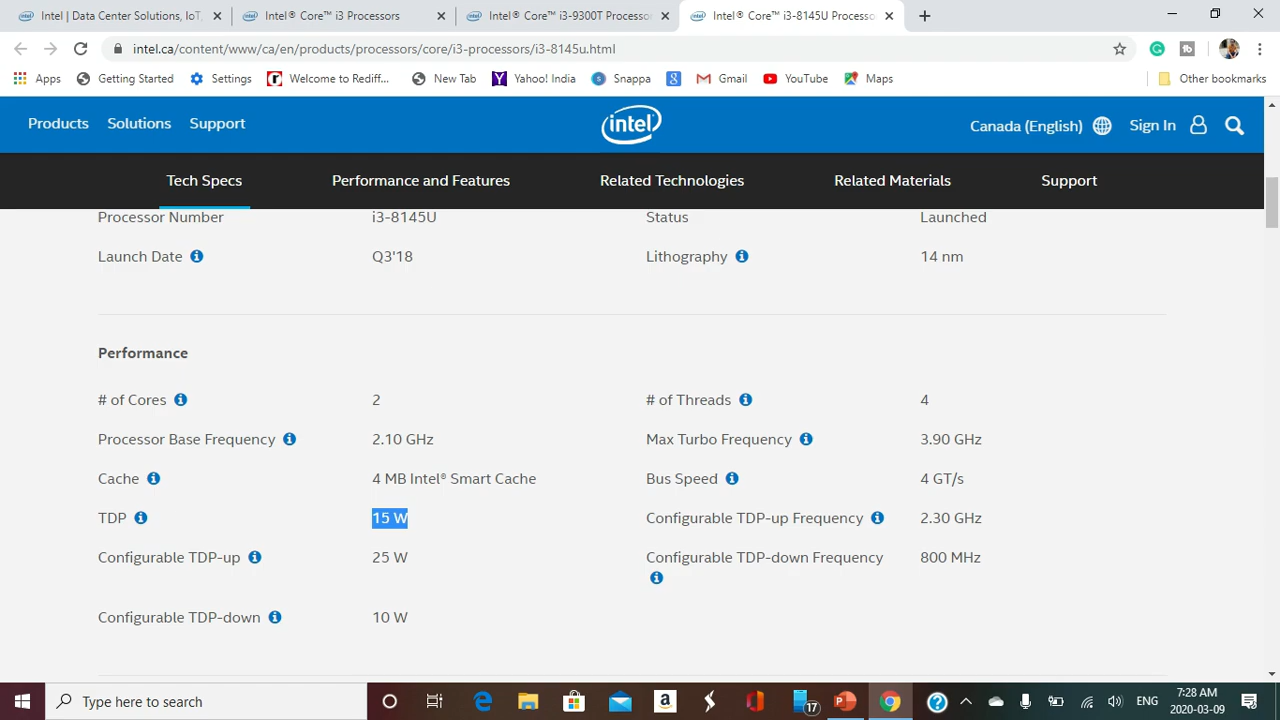 Intel | Data Center Solutions, IoT,
Intel® Core™ i3 Processors
Intel® Core™ i3-9300T Processo
Intel® Core™ i3-8145U Processo
intel.ca/content/www/ca/en/products/processors/core/i3-processors/i3-8145u.html
Apps Getting Started Settings Welcome to Rediff... New Tab Yahoo! India Snappa Gmail YouTube Maps Other bookmarks
Products Solutions Support intel Canada (English) Sign In
Tech Specs Performance and Features Related Technologies Related Materials Support
Processor Number i3-8145U Status Launched
Launch Date Q3'18 Lithography 14 nm
Performance
# of Cores 2 # of Threads 4
Processor Base Frequency 2.10 GHz Max Turbo Frequency 3.90 GHz
Cache 4 MB Intel® Smart Cache Bus Speed 4 GT/s
TDP 15 W Configurable TDP-up Frequency 2.30 GHz
Configurable TDP-up 25 W Configurable TDP-down Frequency 800 MHz
Configurable TDP-down 10 W
Type here to search 17 ENG 7:28 AM
2020-03-09